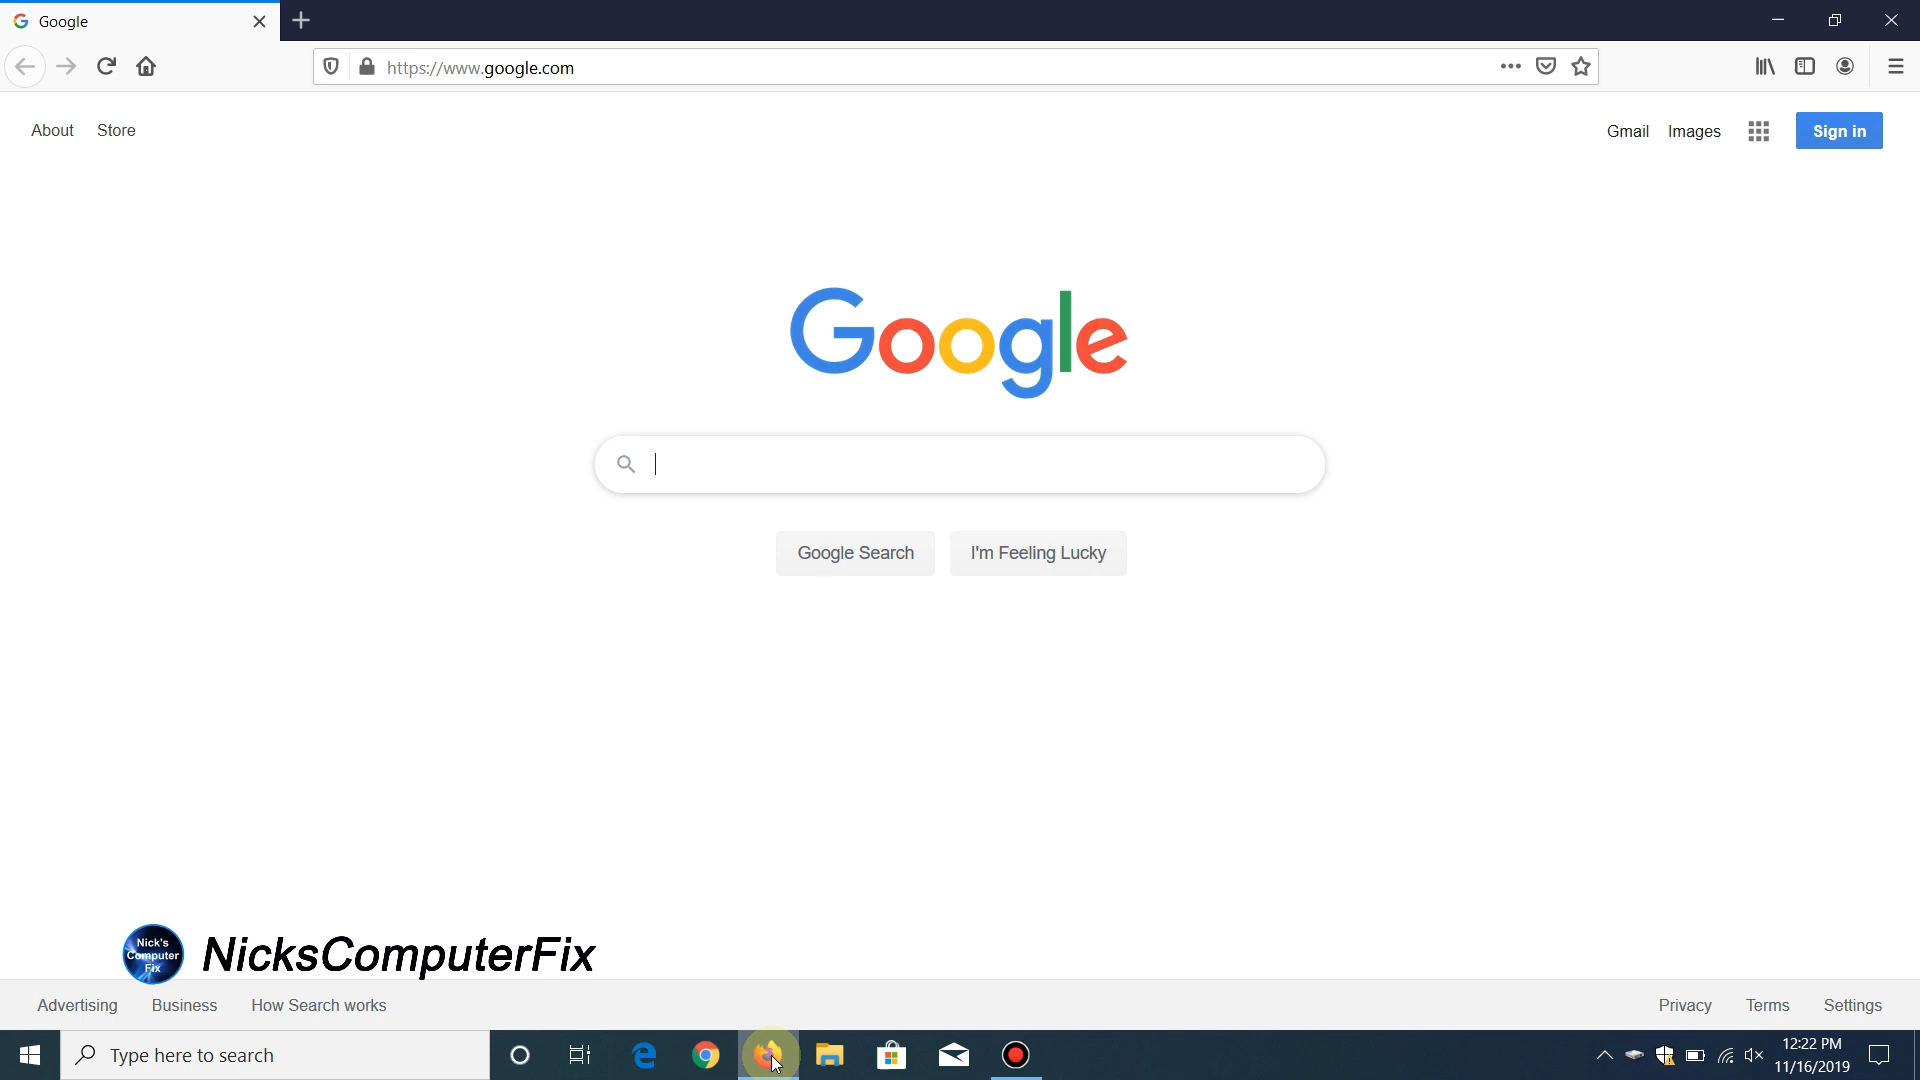 Google
https://www.google.com
About Store
Gmail Images Sign in
Google
Google Search I'm Feeling Lucky
Nick's
Computer
Fix
NicksComputerFix
Advertising Business How Search works
Privacy Terms Settings
Type here to search
12:22 PM
11/16/2019